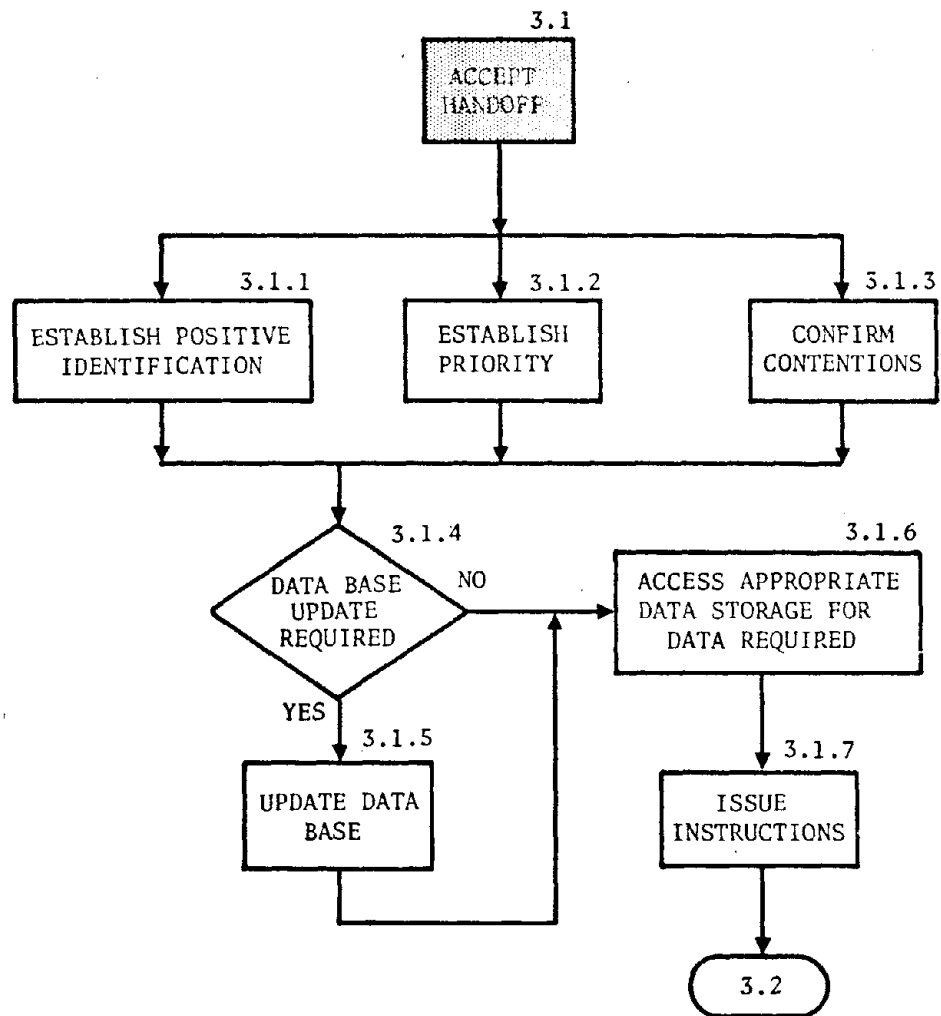 3.1
ACCEPT
HANDOFF
3.1.1
ESTABLISH POSITIVE
IDENTIFICATION
3.1.2
ESTABLISH
PRIORITY
3.1.3
CONFIRM
CONTENTIONS
3.1.4
DATA BASE
UPDATE
REQUIRED
NO
YES
3.1.5
UPDATE DATA
BASE
3.1.6
ACCESS APPROPRIATE
DATA STORAGE FOR
DATA REQUIRED
3.1.7
ISSUE
INSTRUCTIONS
3.2